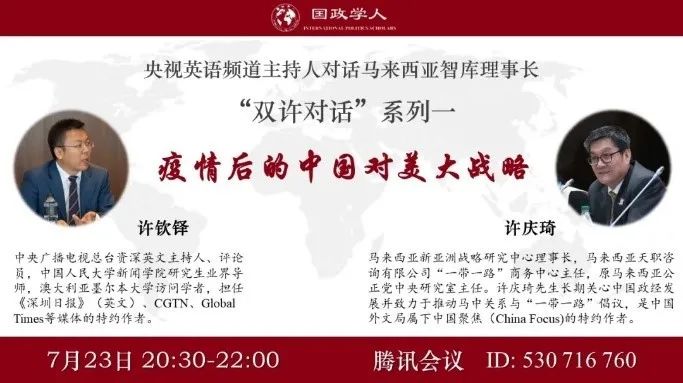 国政学人
INTERNATIONAL POLITICS SCHOLARS
央视英语频道主持人对话马来西亚智库理事长
“双许对话”系列一
疫情后的中国对美大战略
许钦铎
中央广播电视总台资深英文主持人、评论
员，中国人民大学新闻学院研究生业界导
师，澳大利亚墨尔本大学访问学者，担任
《深圳日报》（英文）、CGTN、Global
Times等媒体的特约作者。
许庆琦
马来西亚新亚洲战略研究中心理事长，马来西亚天职咨
询有限公司“一带一路”商务中心主任，原马来西亚公
正党中央研究室主任。许庆琦先生长期关心中国政经发
展并致力于推动马中关系与“一带一路”倡议，是中国
外文局属下中国聚焦（China Focus)的特约作者。
7月23日 20:30-22:00
腾讯会议 ID: 530 716 760